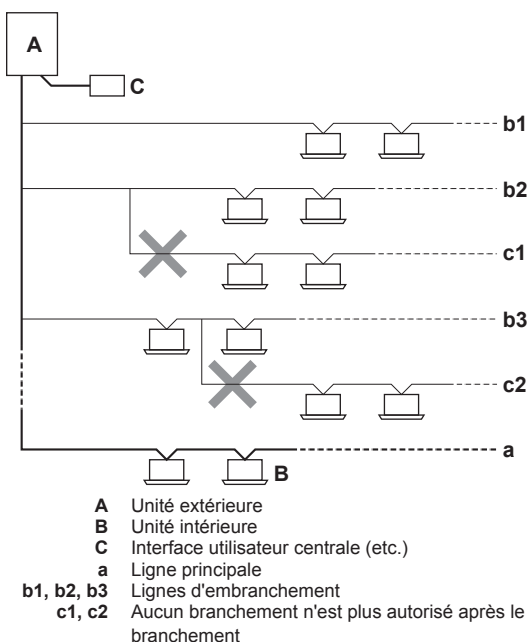 A
C
b1
b2
c1
b3
c2
a
B
A Unité extérieure
B Unité intérieure
C Interface utilisateur centrale (etc.)
a Ligne principale
b1, b2, b3 Lignes d'embranchement
c1, c2 Aucun branchement n'est plus autorisé après le
branchement